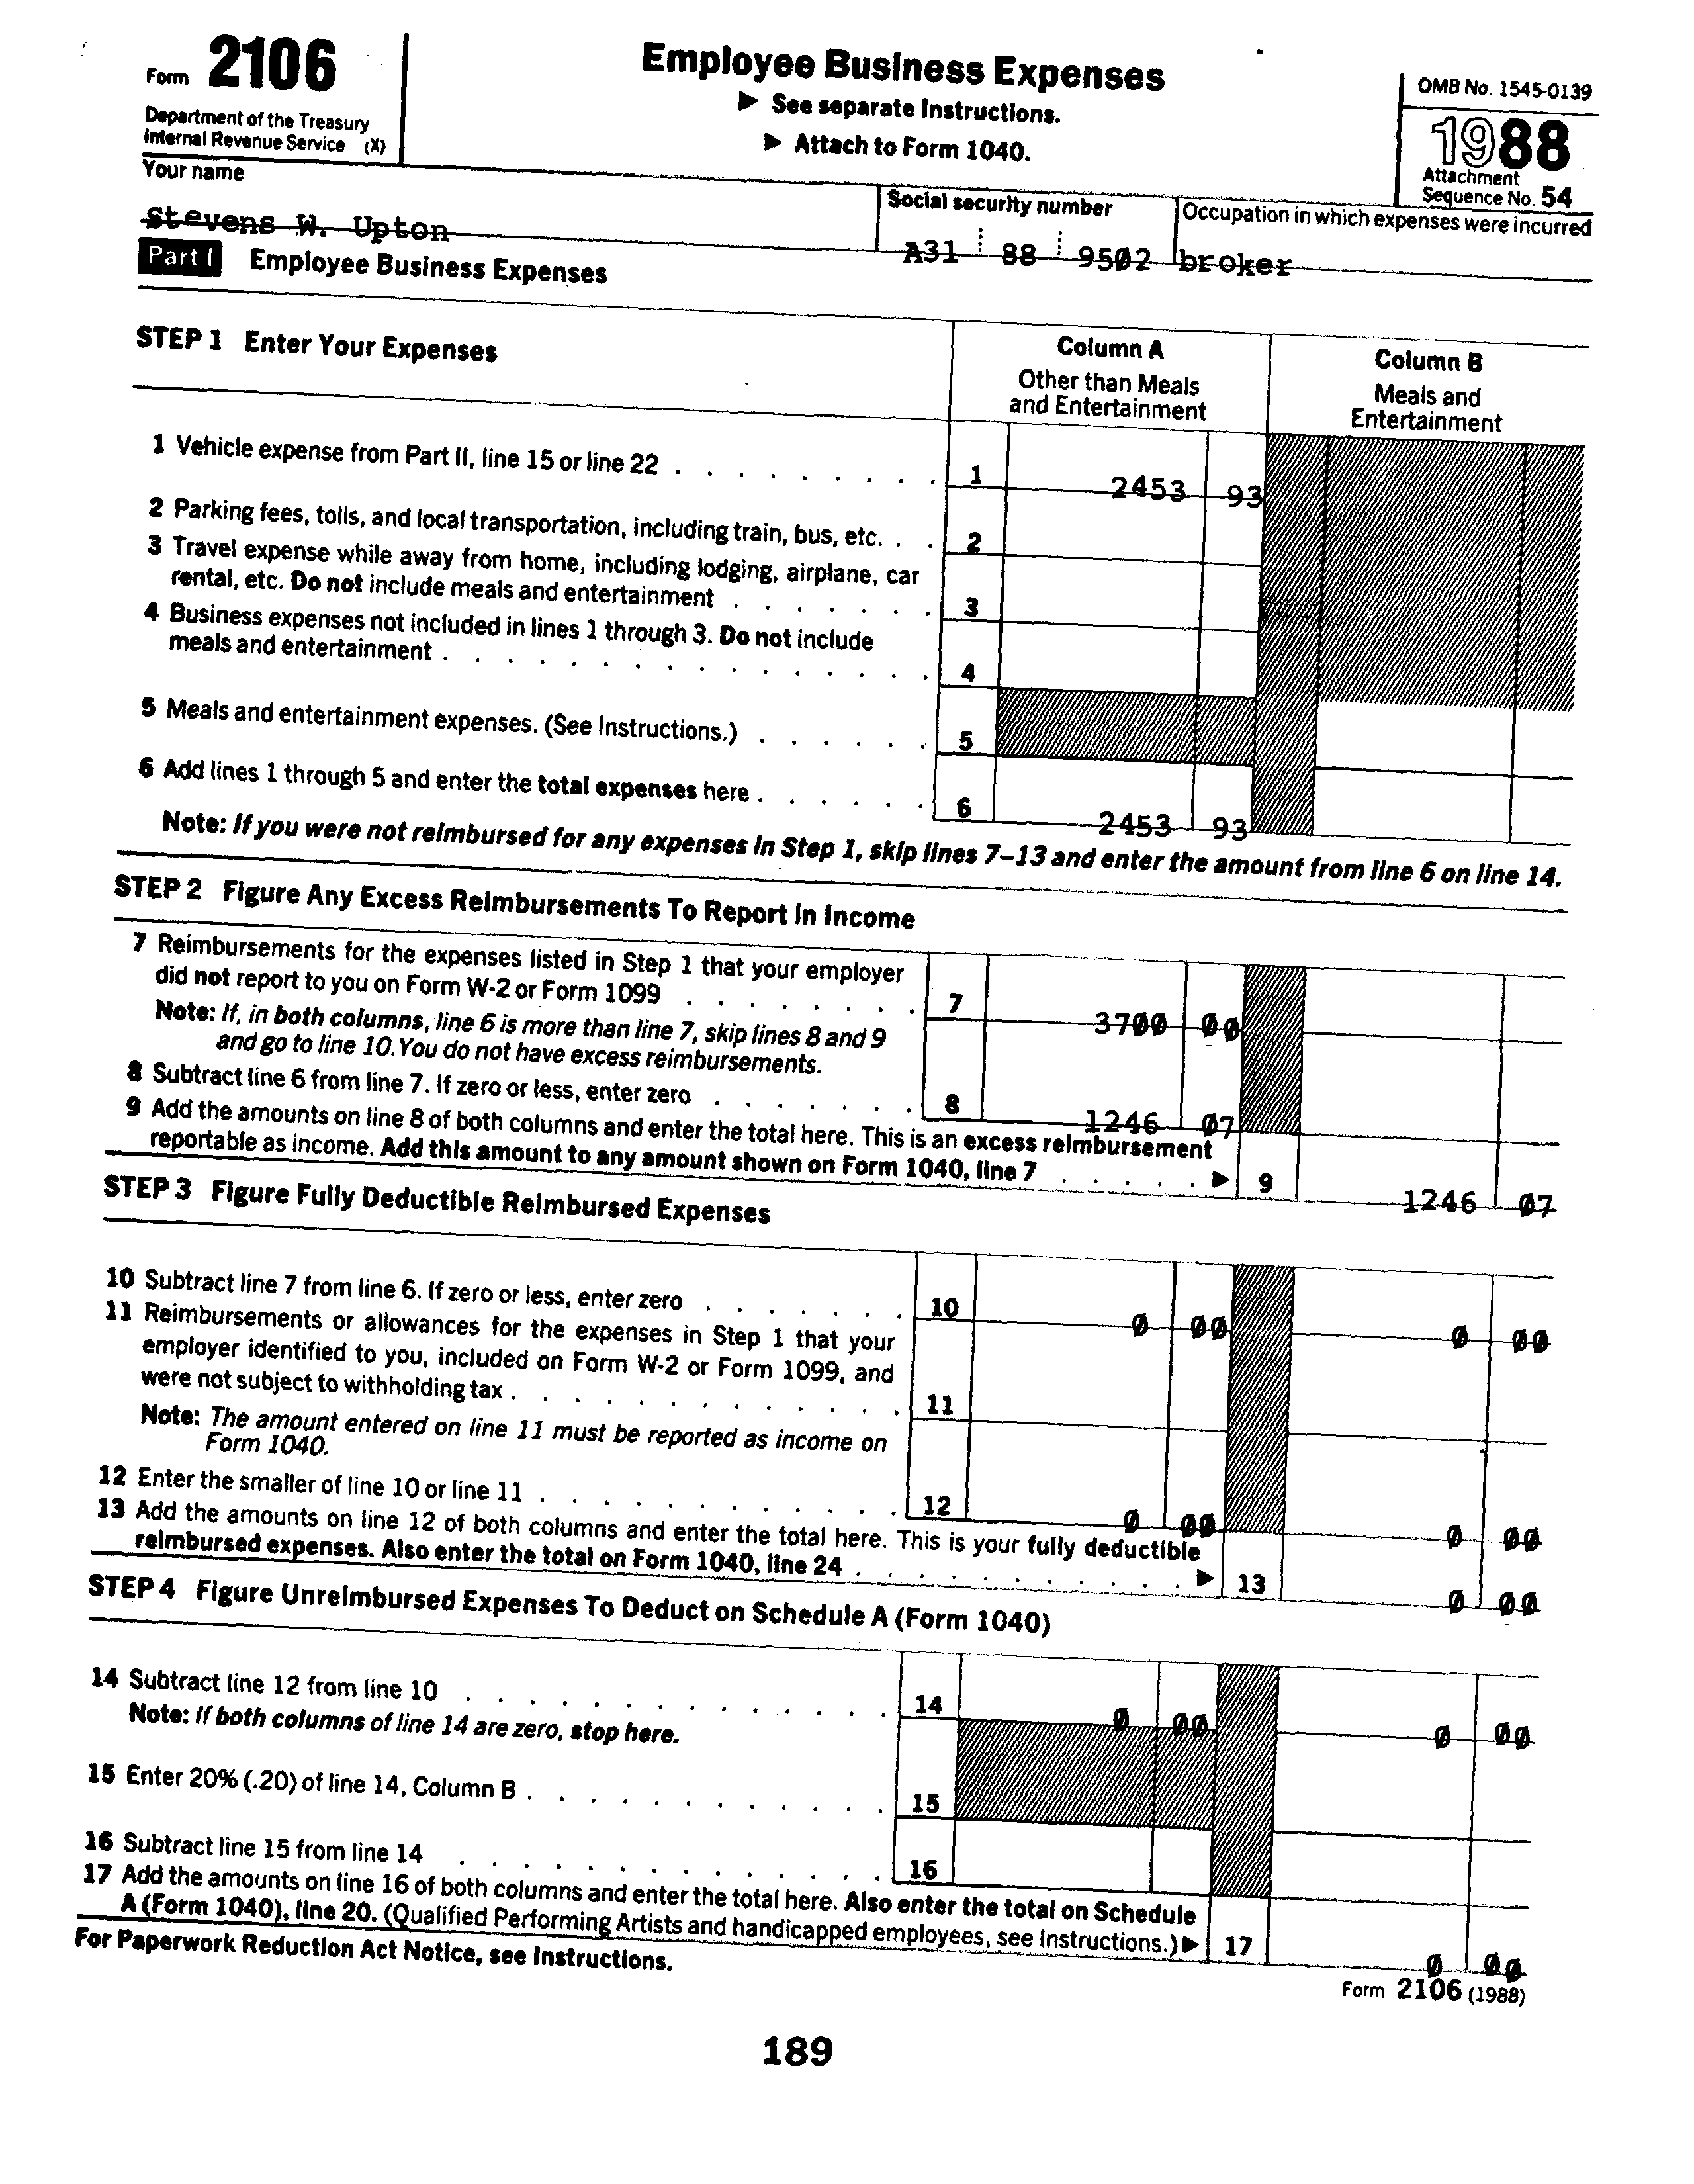 Form 2106
Department of the Treasury
Internal Revenue Service (X)
Employee Business Expenses
▶ See separate Instructions.
▶ Attach to Form 1040.
OMB No. 1545-0139
1988
Attachment
Sequence No. 54
Your name
Stevens W. Upton
Social security number
A31 88 9502
Occupation in which expenses were incurred
broker
Part I Employee Business Expenses
STEP 1 Enter Your Expenses
Column A
Other than Meals
and Entertainment
Column B
Meals and
Entertainment
1 Vehicle expense from Part II, line 15 or line 22 . . . . . . . . . 1 2453 93
2 Parking fees, tolls, and local transportation, including train, bus, etc. . . 2
3 Travel expense while away from home, including lodging, airplane, car
rental, etc. Do not include meals and entertainment . . . . . . . 3
4 Business expenses not included in lines 1 through 3. Do not include
meals and entertainment . . . . . . . . . . . . . . . . 4
5 Meals and entertainment expenses. (See Instructions.) . . . . . . 5
6 Add lines 1 through 5 and enter the total expenses here . . . . . . 6 2453 93
Note: If you were not reimbursed for any expenses in Step 1, skip lines 7–13 and enter the amount from line 6 on line 14.
STEP 2 Figure Any Excess Reimbursements To Report In Income
7 Reimbursements for the expenses listed in Step 1 that your employer
did not report to you on Form W-2 or Form 1099 . . . . . . . . 7 3700 00
Note: If, in both columns, line 6 is more than line 7, skip lines 8 and 9
and go to line 10. You do not have excess reimbursements.
8 Subtract line 6 from line 7. If zero or less, enter zero . . . . . . . 8 1246 07
9 Add the amounts on line 8 of both columns and enter the total here. This is an excess reimbursement
reportable as income. Add this amount to any amount shown on Form 1040, line 7 . . . . . ▶ 9 1246 07
STEP 3 Figure Fully Deductible Reimbursed Expenses
10 Subtract line 7 from line 6. If zero or less, enter zero . . . . . . . 10 0 00 0 00
11 Reimbursements or allowances for the expenses in Step 1 that your
employer identified to you, included on Form W-2 or Form 1099, and
were not subject to withholding tax . . . . . . . . . . . . . 11
Note: The amount entered on line 11 must be reported as income on
Form 1040.
12 Enter the smaller of line 10 or line 11 . . . . . . . . . . . . 12 0 00 0 00
13 Add the amounts on line 12 of both columns and enter the total here. This is your fully deductible
reimbursed expenses. Also enter the total on Form 1040, line 24 . . . . . . . . . . . ▶ 13 0 00
STEP 4 Figure Unreimbursed Expenses To Deduct on Schedule A (Form 1040)
14 Subtract line 12 from line 10 . . . . . . . . . . . . . . 14 0 00 0 00
Note: If both columns of line 14 are zero, stop here.
15 Enter 20% (.20) of line 14, Column B . . . . . . . . . . . . 15
16 Subtract line 15 from line 14 . . . . . . . . . . . . . . 16
17 Add the amounts on line 16 of both columns and enter the total here. Also enter the total on Schedule
A (Form 1040), line 20. (Qualified Performing Artists and handicapped employees, see Instructions.) ▶ 17 0 00
For Paperwork Reduction Act Notice, see Instructions.
Form 2106 (1988)
189